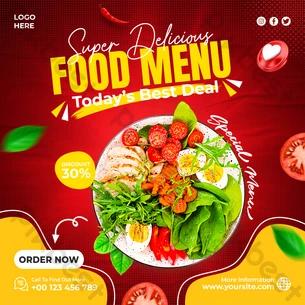 LOGO
HERE
Super Delicious
FOOD MENU
Today's Best Deal
Special Menu
DISCOUNT
30%
ORDER NOW
Call To Find Out More
+00 123 456 789
More Information
www.yoursite.com